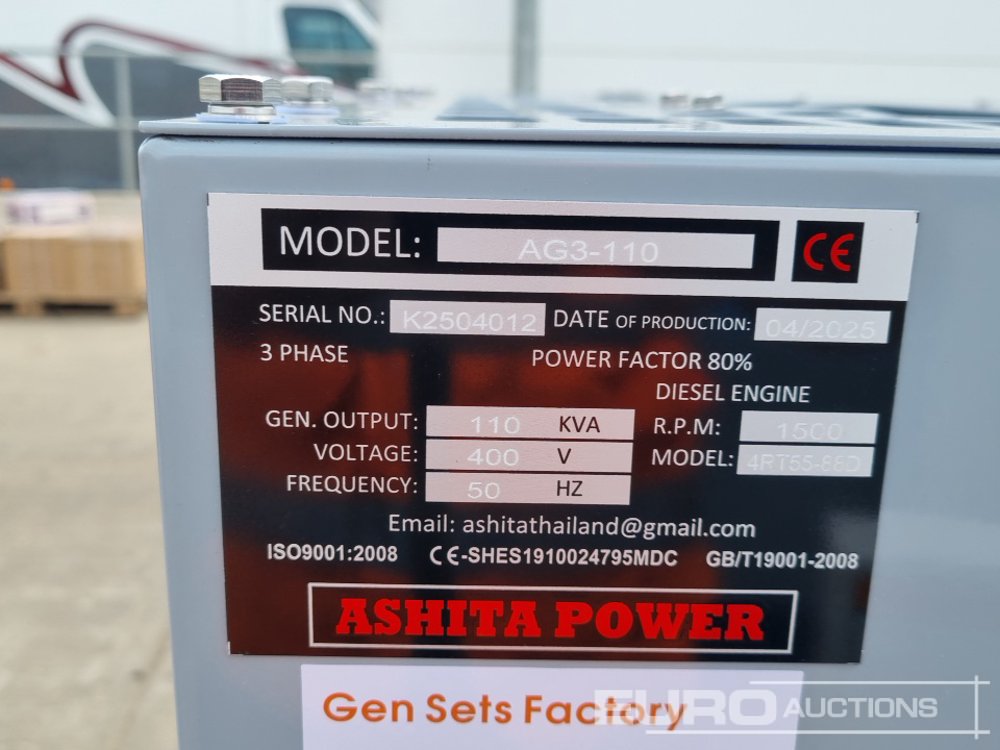 MODEL: AG3-110 CE
SERIAL NO.: K2504012 DATE OF PRODUCTION: 04/2025
3 PHASE POWER FACTOR 80%
DIESEL ENGINE
GEN. OUTPUT: 110 KVA R.P.M: 1500
VOLTAGE: 400 V MODEL: 4RT55-88D
FREQUENCY: 50 HZ
Email: ashitathailand@gmail.com
ISO9001:2008 CE-SHES1910024795MDC GB/T19001-2008
ASHITA POWER
Gen Sets Factory
EURO AUCTIONS